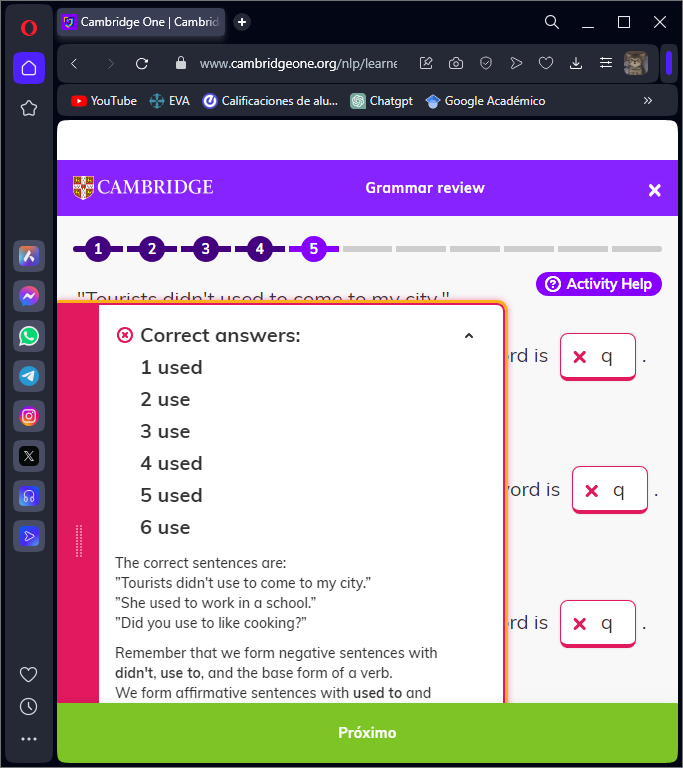 Cambridge One | Cambrid
www.cambridgeone.org/nlp/learne
YouTube
EVA
Calificaciones de alu...
Chatgpt
Google Académico
CAMBRIDGE
Grammar review
1 2 3 4 5
Activity Help
"Tourists didn't used to come to my city."
Correct answers:
1 used
2 use
3 use
4 used
5 used
6 use
The correct sentences are:
"Tourists didn't use to come to my city."
"She used to work in a school."
"Did you use to like cooking?"
Remember that we form negative sentences with
didn't, use to, and the base form of a verb.
We form affirmative sentences with used to and
rd is q .
ord is q .
rd is q .
Próximo